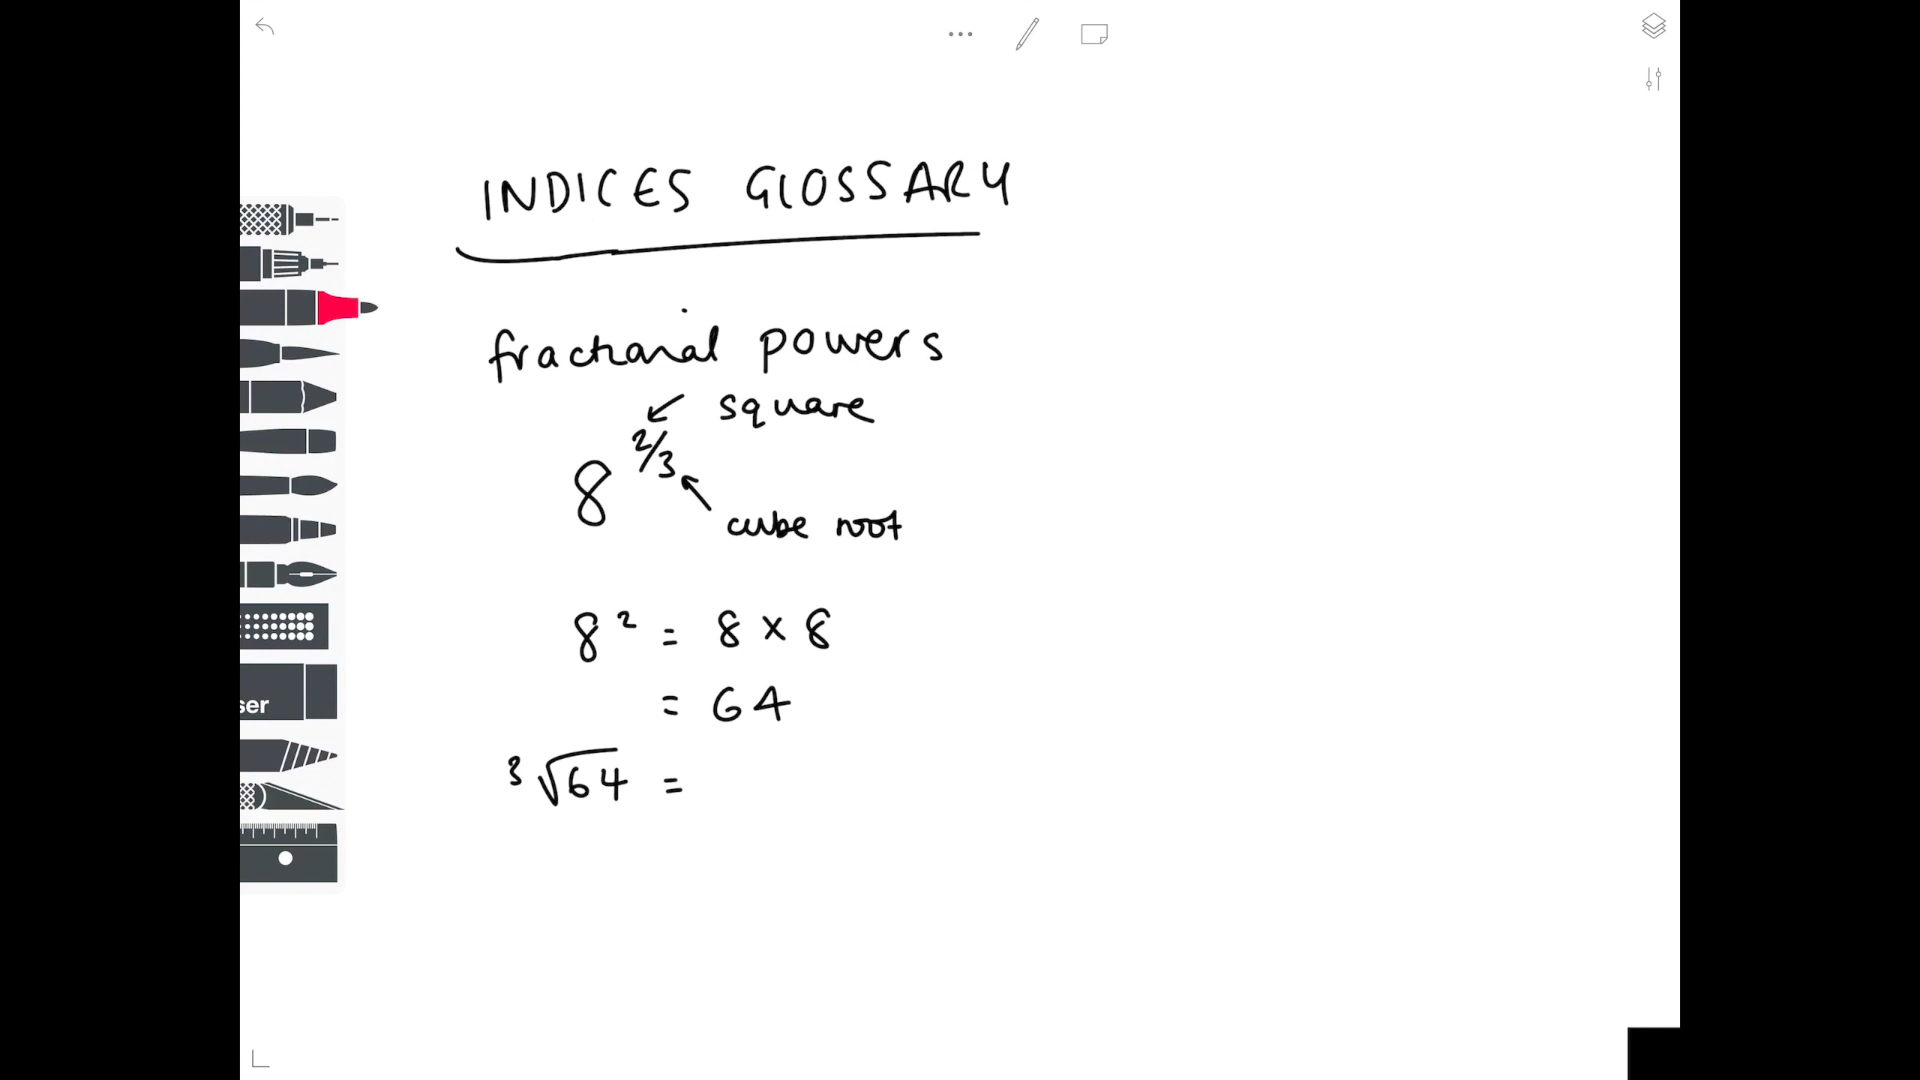 INDICES GLOSSARY
fractional powers
square
8^2/3
cube root
8² = 8 × 8
= 64
³√64 =
ser